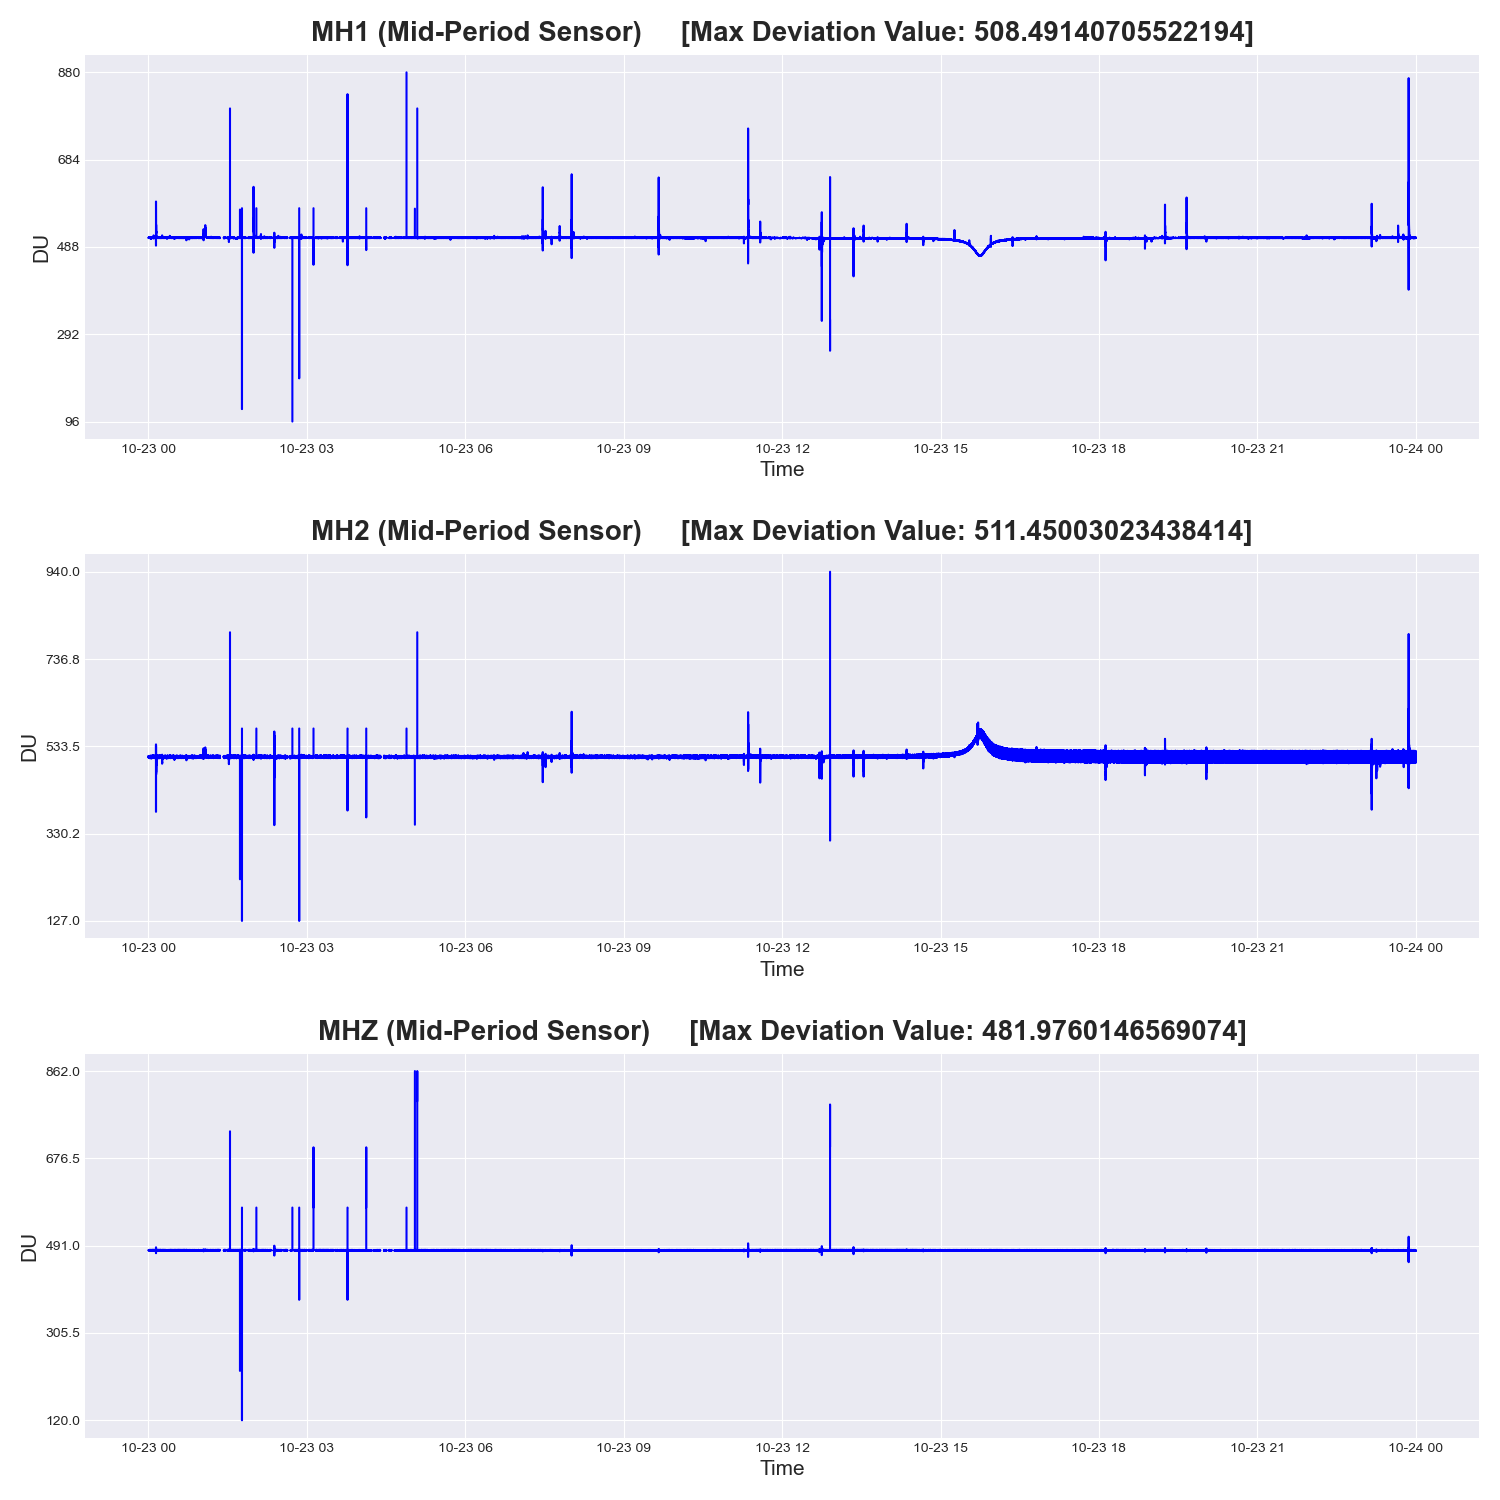 MH1 (Mid-Period Sensor) [Max Deviation Value: 508.49140705522194]
880
684
488
292
96
DU
10-23 00 10-23 03 10-23 06 10-23 09 10-23 12 10-23 15 10-23 18 10-23 21 10-24 00
Time
MH2 (Mid-Period Sensor) [Max Deviation Value: 511.45003023438414]
940.0
736.8
533.5
330.2
127.0
DU
10-23 00 10-23 03 10-23 06 10-23 09 10-23 12 10-23 15 10-23 18 10-23 21 10-24 00
Time
MHZ (Mid-Period Sensor) [Max Deviation Value: 481.9760146569074]
862.0
676.5
491.0
305.5
120.0
DU
10-23 00 10-23 03 10-23 06 10-23 09 10-23 12 10-23 15 10-23 18 10-23 21 10-24 00
Time